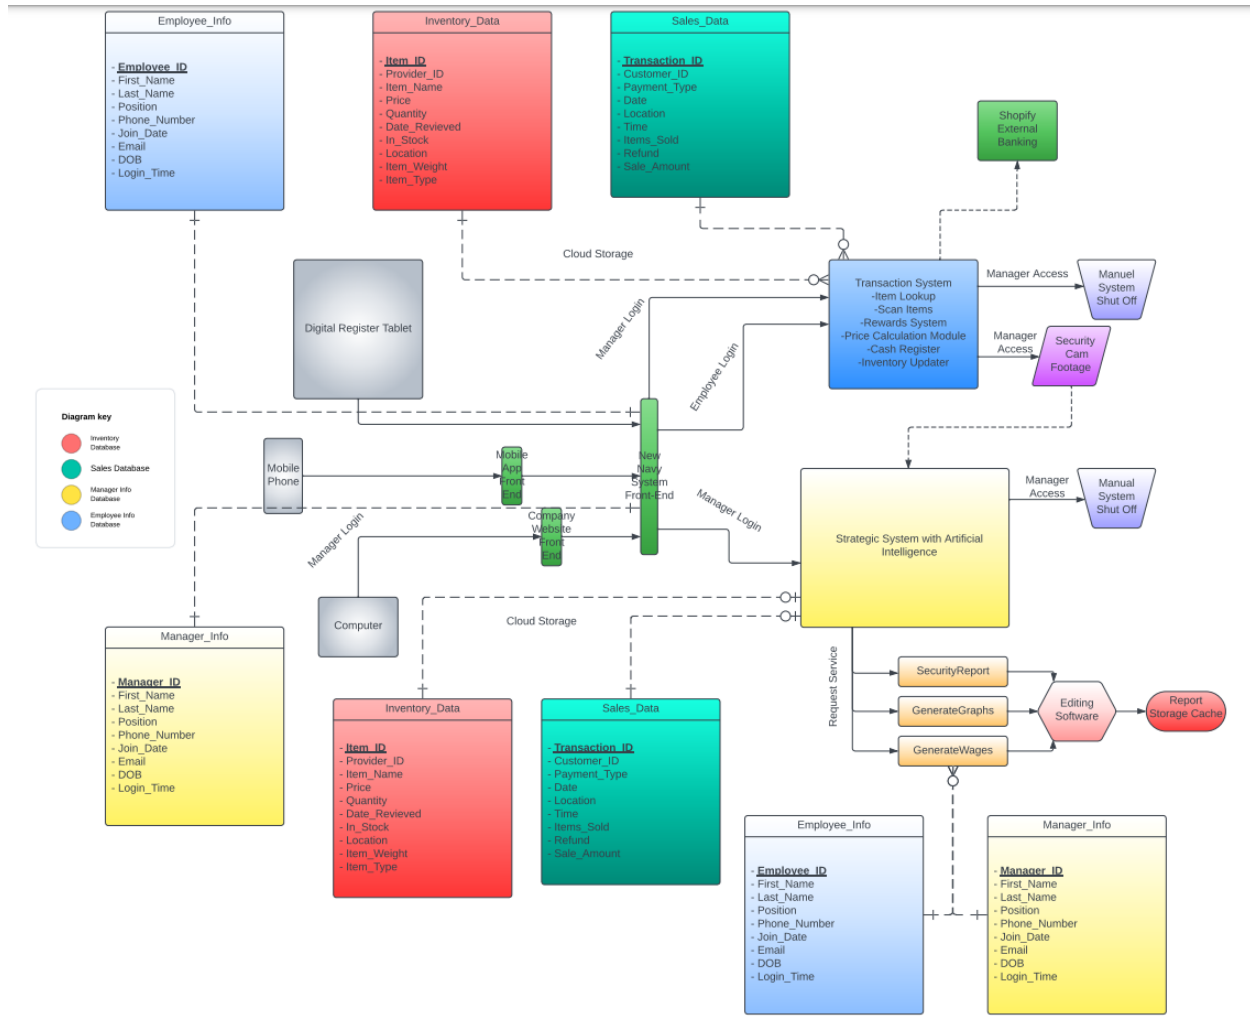 Employee_Info
- Employee_ID
- First_Name
- Last_Name
- Position
- Phone_Number
- Join_Date
- Email
- DOB
- Login_Time
Inventory_Data
- Item_ID
- Provider_ID
- Item_Name
- Price
- Quantity
- Date_Revieved
- In_Stock
- Location
- Item_Weight
- Item_Type
Sales_Data
- Transaction_ID
- Customer_ID
- Payment_Type
- Date
- Location
- Time
- Items_Sold
- Refund
- Sale_Amount
Shopify
External
Banking
Cloud Storage
Digital Register Tablet
Manager Login
Employee Login
Transaction System
-Item Lookup
-Scan Items
-Rewards System
-Price Calculation Module
-Cash Register
-Inventory Updater
Manager Access
Manuel
System
Shut Off
Manager
Access
Security
Cam
Footage
Diagram key
Inventory
Database
Sales Database
Manager Info
Database
Employee Info
Database
Mobile
Phone
Mobile
App
Front
End
New
Navy
System
Front-End
Company
Website
Front
End
Manager Login
Manager Login
Computer
Strategic System with Artificial
Intelligence
Manager
Access
Manual
System
Shut Off
Cloud Storage
Request Service
SecurityReport
GenerateGraphs
GenerateWages
Editing
Software
Report
Storage Cache
Manager_Info
- Manager_ID
- First_Name
- Last_Name
- Position
- Phone_Number
- Join_Date
- Email
- DOB
- Login_Time
Inventory_Data
- Item_ID
- Provider_ID
- Item_Name
- Price
- Quantity
- Date_Revieved
- In_Stock
- Location
- Item_Weight
- Item_Type
Sales_Data
- Transaction_ID
- Customer_ID
- Payment_Type
- Date
- Location
- Time
- Items_Sold
- Refund
- Sale_Amount
Employee_Info
- Employee_ID
- First_Name
- Last_Name
- Position
- Phone_Number
- Join_Date
- Email
- DOB
- Login_Time
Manager_Info
- Manager_ID
- First_Name
- Last_Name
- Position
- Phone_Number
- Join_Date
- Email
- DOB
- Login_Time